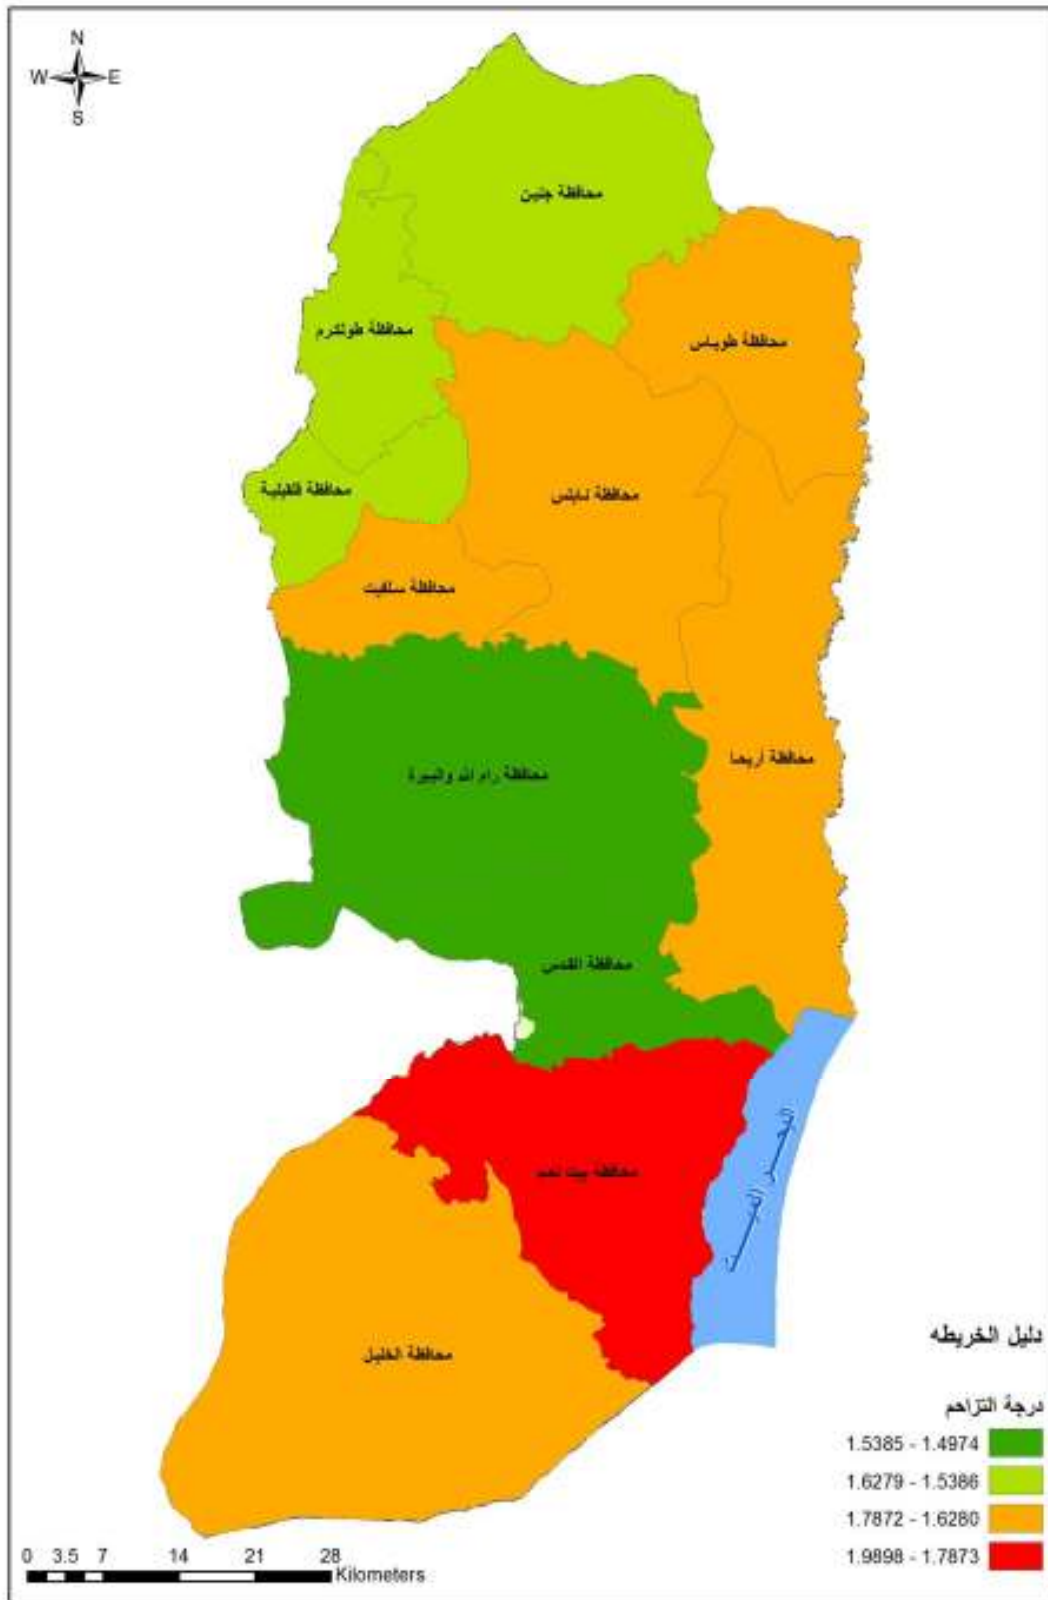 N
W E
S
محافظة جنين
محافظة طولكرم
محافظة طوباس
محافظة قلقيلية
محافظة نابلس
محافظة سلفيت
محافظة أريحا
محافظة رام الله والبيرة
محافظة القدس
البحر الميت
محافظة بيت لحم
محافظة الخليل
دليل الخريطه
درجة التزاحم
1.5385 - 1.4974
1.6279 - 1.5386
1.7872 - 1.6280
1.9898 - 1.7873
0 3.5 7 14 21 28
Kilometers